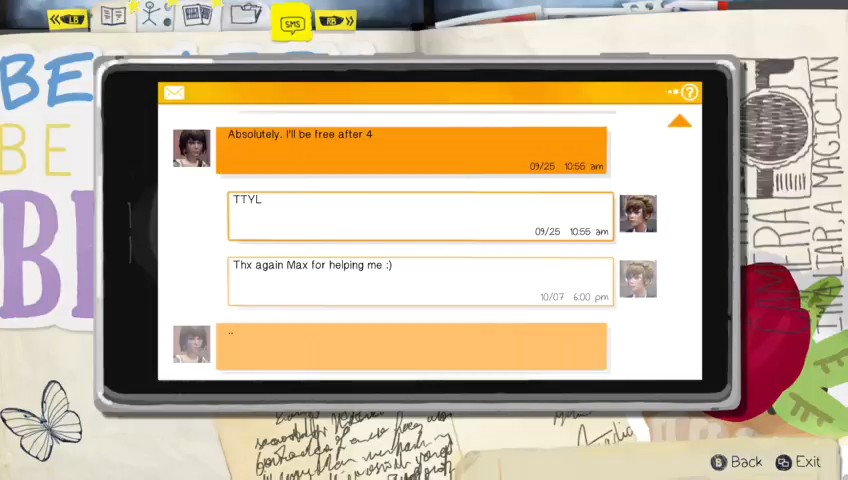 LB
SMS
RB
BE
BE
B
Absolutely. I'll be free after 4
09/25 10:56 am
TTYL
09/25 10:56 am
Thx again Max for helping me :)
10/07 6:00 pm
..
CAMERA
I'M A LIAR, A MAGICIAN
B Back
Exit